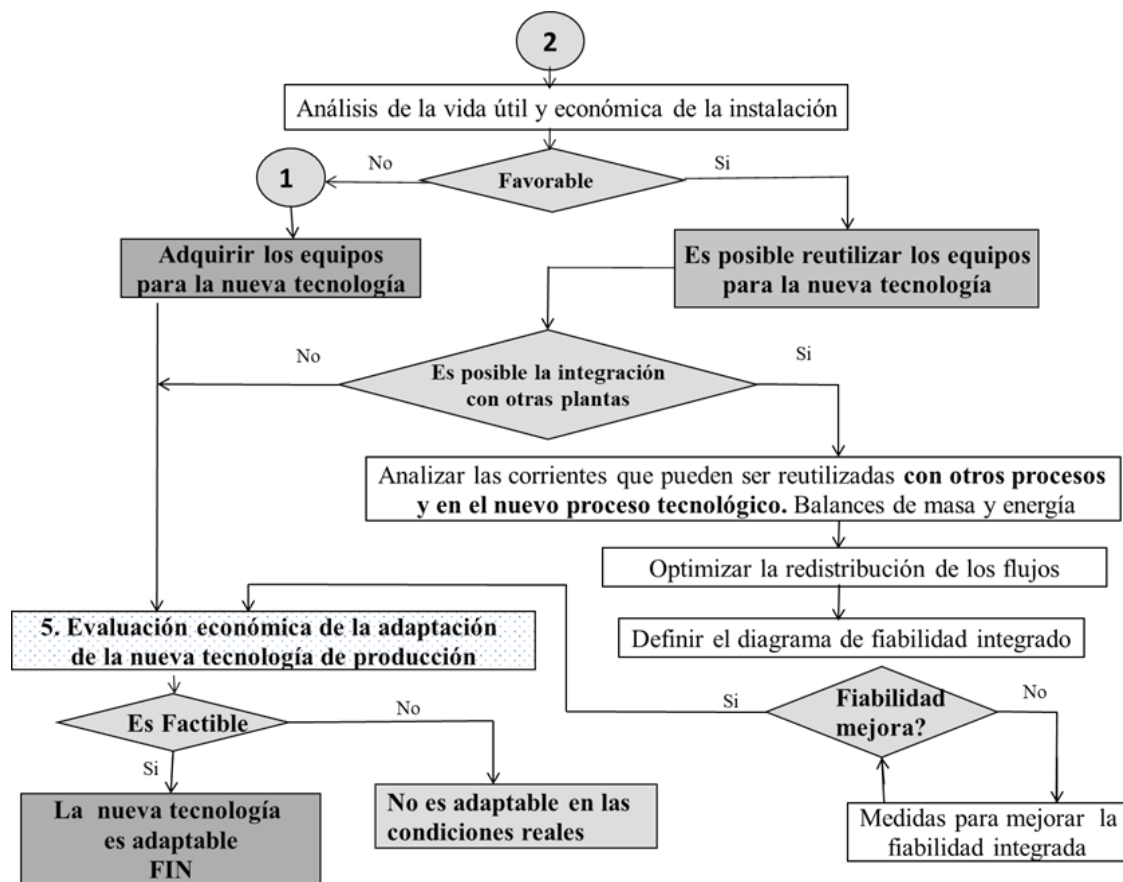 2
Análisis de la vida útil y económica de la instalación
No
Si
1
Favorable
Adquirir los equipos
para la nueva tecnología
Es posible reutilizar los equipos
para la nueva tecnología
No
Si
Es posible la integración
con otras plantas
Analizar las corrientes que pueden ser reutilizadas con otros procesos
y en el nuevo proceso tecnológico. Balances de masa y energía
Optimizar la redistribución de los flujos
5. Evaluación económica de la adaptación
de la nueva tecnología de producción
Definir el diagrama de fiabilidad integrado
Si
Fiabilidad
mejora?
No
Es Factible
No
Si
La nueva tecnología
es adaptable
FIN
No es adaptable en las
condiciones reales
Medidas para mejorar la
fiabilidad integrada